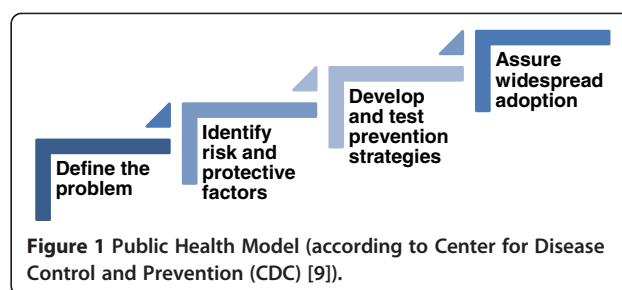 Define the
problem
Identify
risk and
protective
factors
Develop
and test
prevention
strategies
Assure
widespread
adoption
Figure 1 Public Health Model (according to Center for Disease
Control and Prevention (CDC) [9]).